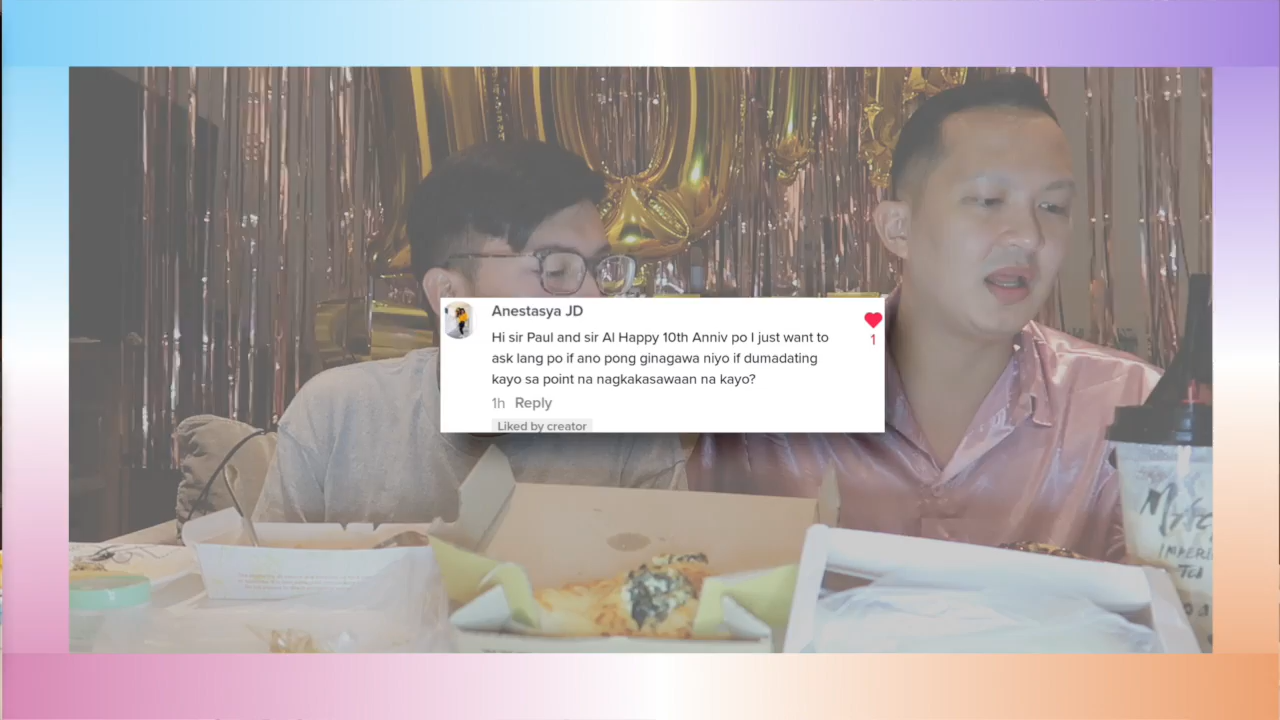 Anestasya JD
Hi sir Paul and sir Al Happy 10th Anniv po I just want to
ask lang po if ano pong ginagawa niyo if dumadating
kayo sa point na nagkakasawaan na kayo?
1
1h Reply
Liked by creator
IMPERI